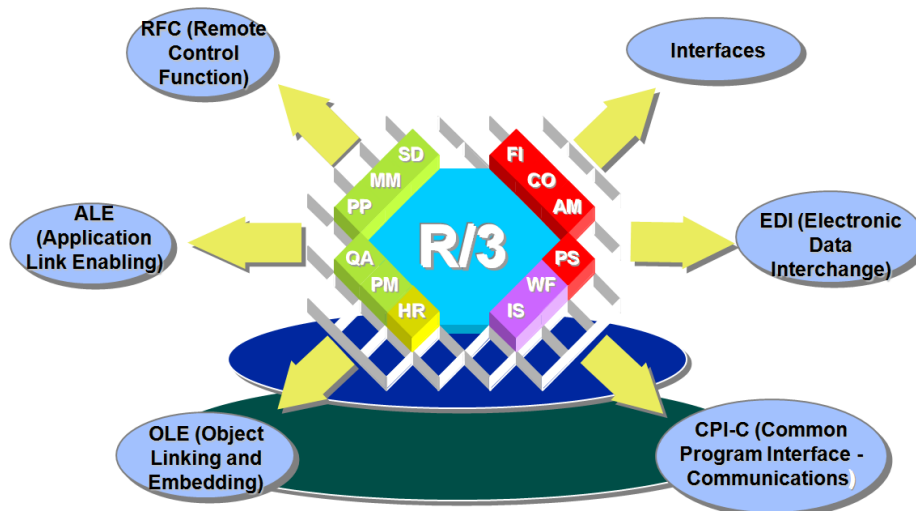 RFC (Remote
Control
Function)
Interfaces
SD
MM
PP
FI
CO
AM
ALE
(Application
Link Enabling)
R/3
EDI (Electronic
Data
Interchange)
QA
PM
HR
PS
WF
IS
OLE (Object
Linking and
Embedding)
CPI-C (Common
Program Interface -
Communications)